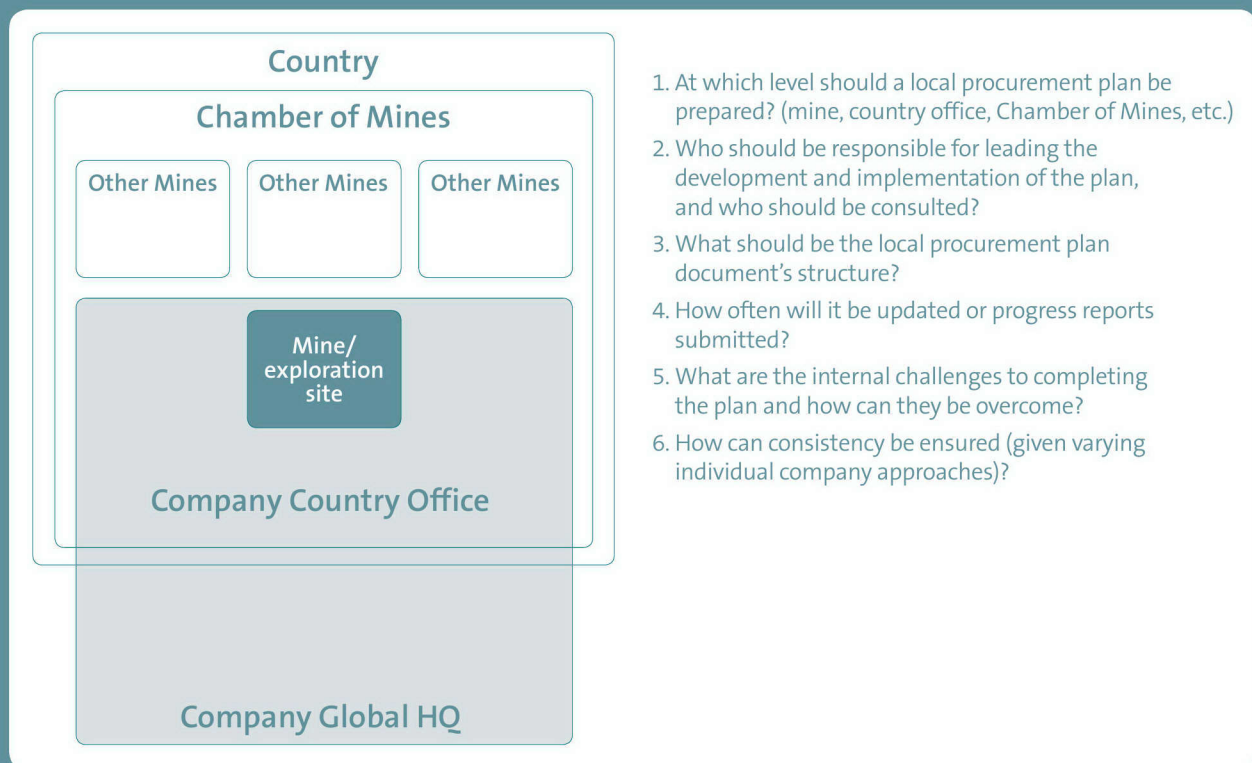 Country
Chamber of Mines
Other Mines
Other Mines
Other Mines
Mine/
exploration
site
Company Country Office
Company Global HQ
1. At which level should a local procurement plan be
prepared? (mine, country office, Chamber of Mines, etc.)
2. Who should be responsible for leading the
development and implementation of the plan,
and who should be consulted?
3. What should be the local procurement plan
document’s structure?
4. How often will it be updated or progress reports
submitted?
5. What are the internal challenges to completing
the plan and how can they be overcome?
6. How can consistency be ensured (given varying
individual company approaches)?